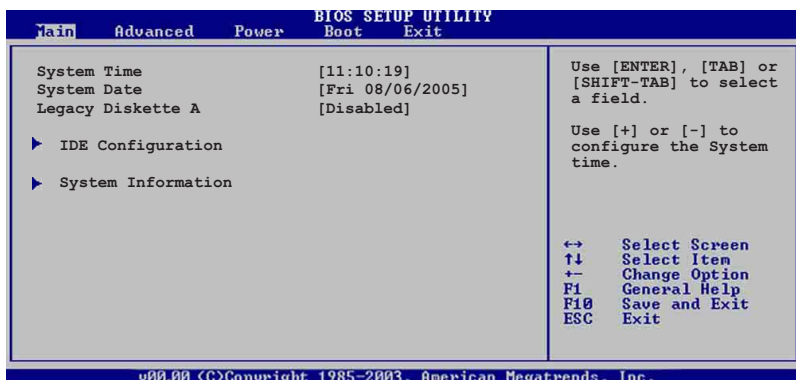 BIOS SETUP UTILITY
Main Advanced Power Boot Exit
System Time [11:10:19]
System Date [Fri 08/06/2005]
Legacy Diskette A [Disabled]
IDE Configuration
System Information
Use [ENTER], [TAB] or
[SHIFT-TAB] to select
a field.
Use [+] or [-] to
configure the System
time.
←→ Select Screen
↑↓ Select Item
+- Change Option
F1 General Help
F10 Save and Exit
ESC Exit
v00.00 (C)Copyright 1985-2003, American Megatrends, Inc.